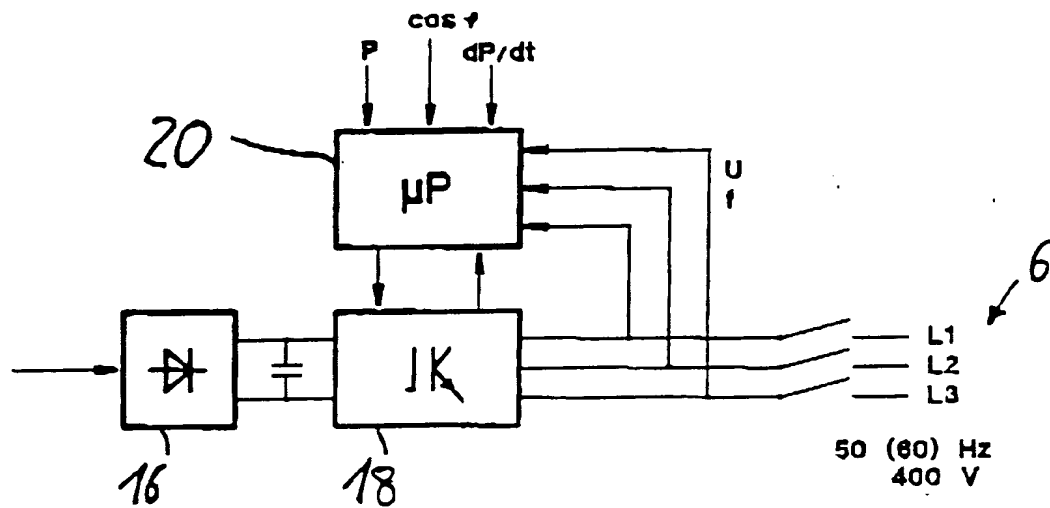 cos φ
P
dP/dt
20
µP
U
f
6
L1
L2
L3
16
18
50 (60) Hz
400 V